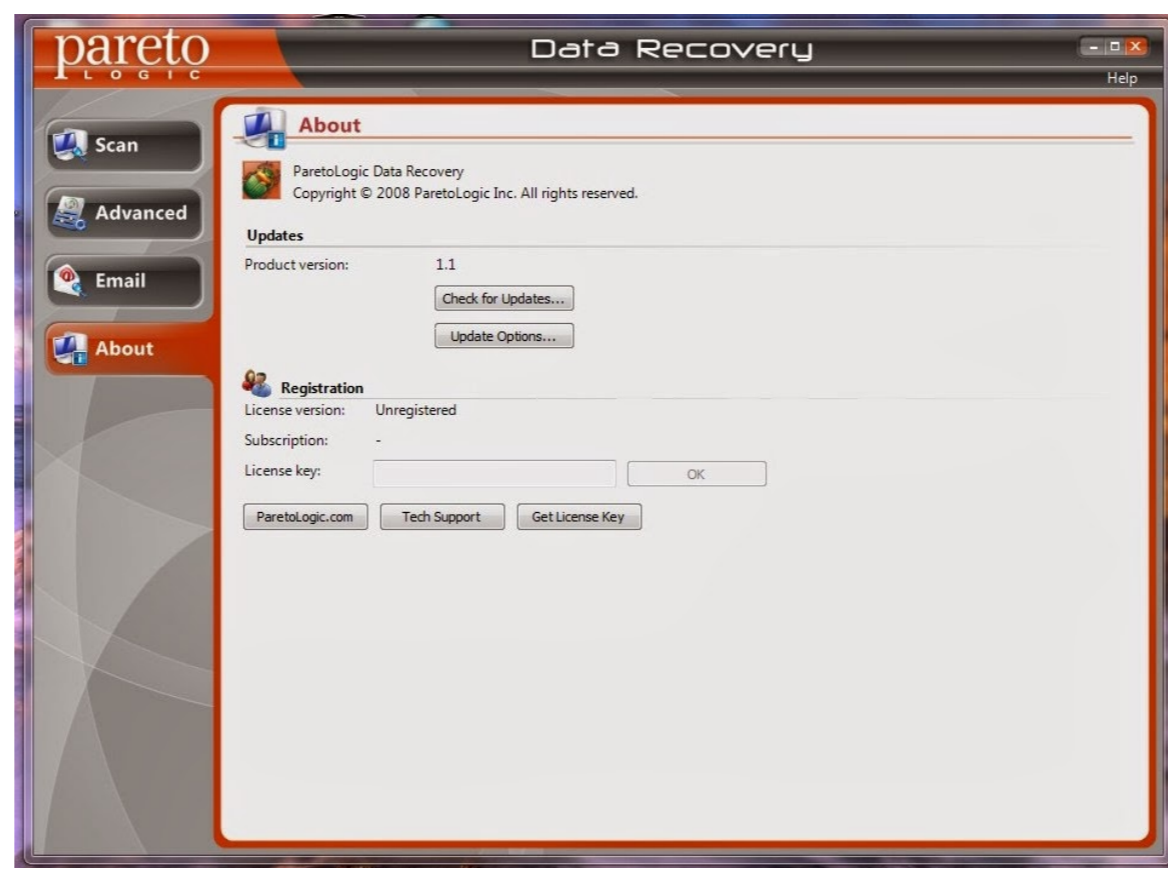 pareto
LOGIC
Data Recovery
Help
Scan
Advanced
Email
About
About
ParetoLogic Data Recovery
Copyright © 2008 ParetoLogic Inc. All rights reserved.
Updates
Product version: 1.1
Check for Updates...
Update Options...
Registration
License version: Unregistered
Subscription: -
License key:
OK
ParetoLogic.com Tech Support Get License Key